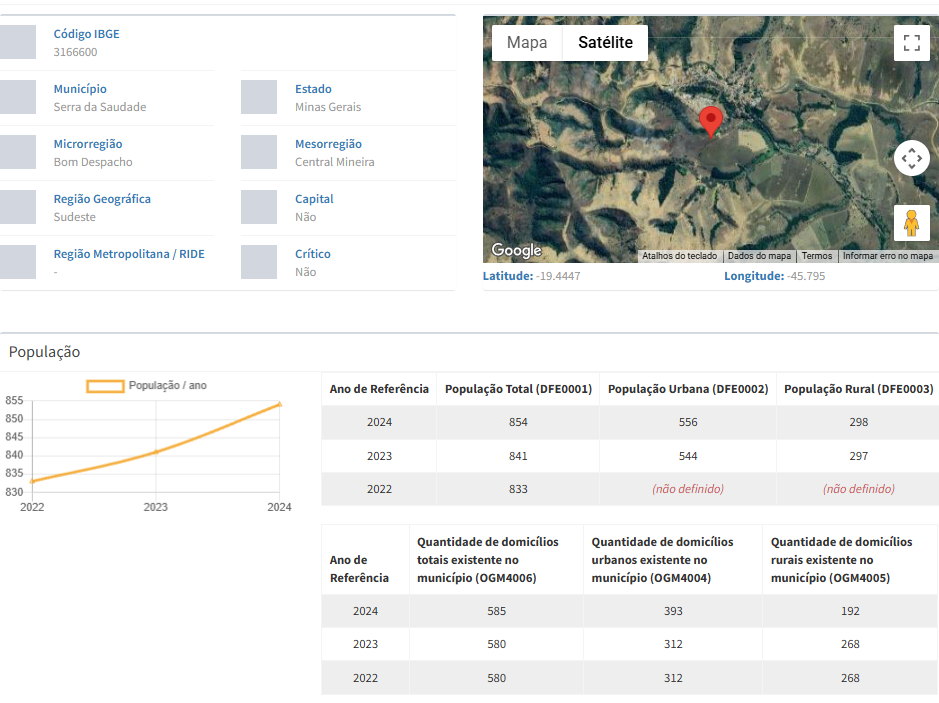 Código IBGE
3166600
Município
Serra da Saudade
Estado
Minas Gerais
Microrregião
Bom Despacho
Mesorregião
Central Mineira
Região Geográfica
Sudeste
Capital
Não
Região Metropolitana / RIDE
-
Crítico
Não
Mapa Satélite
Google
Atalhos do teclado Dados do mapa Termos Informar erro no mapa
Latitude: -19.4447 Longitude: -45.795
População
População / ano
855
850
845
840
835
830
2022 2023 2024
Ano de Referência População Total (DFE0001) População Urbana (DFE0002) População Rural (DFE0003)
2024 854 556 298
2023 841 544 297
2022 833 (não definido) (não definido)
Ano de
Referência
Quantidade de domicílios
totais existente no
município (OGM4006)
Quantidade de domicílios
urbanos existente no
município (OGM4004)
Quantidade de domicílios
rurais existente no
município (OGM4005)
2024 585 393 192
2023 580 312 268
2022 580 312 268